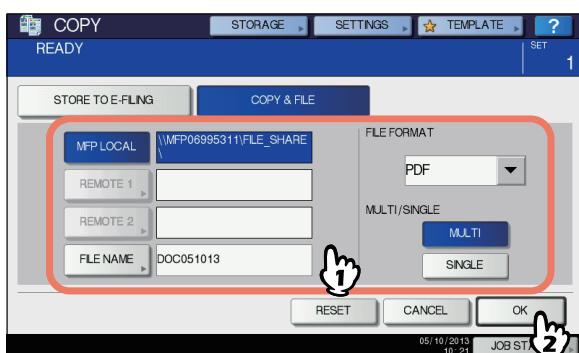 COPY
STORAGE
SETTINGS
TEMPLATE
?
READY
SET
1
STORE TO E-FILING
COPY & FILE
MFP LOCAL
\\MFP06995311\FILE_SHARE
\
REMOTE 1
REMOTE 2
FILE NAME
DOC051013
FILE FORMAT
PDF
MULTI/SINGLE
MULTI
SINGLE
1
RESET
CANCEL
OK
2
05/10/2013
10:21